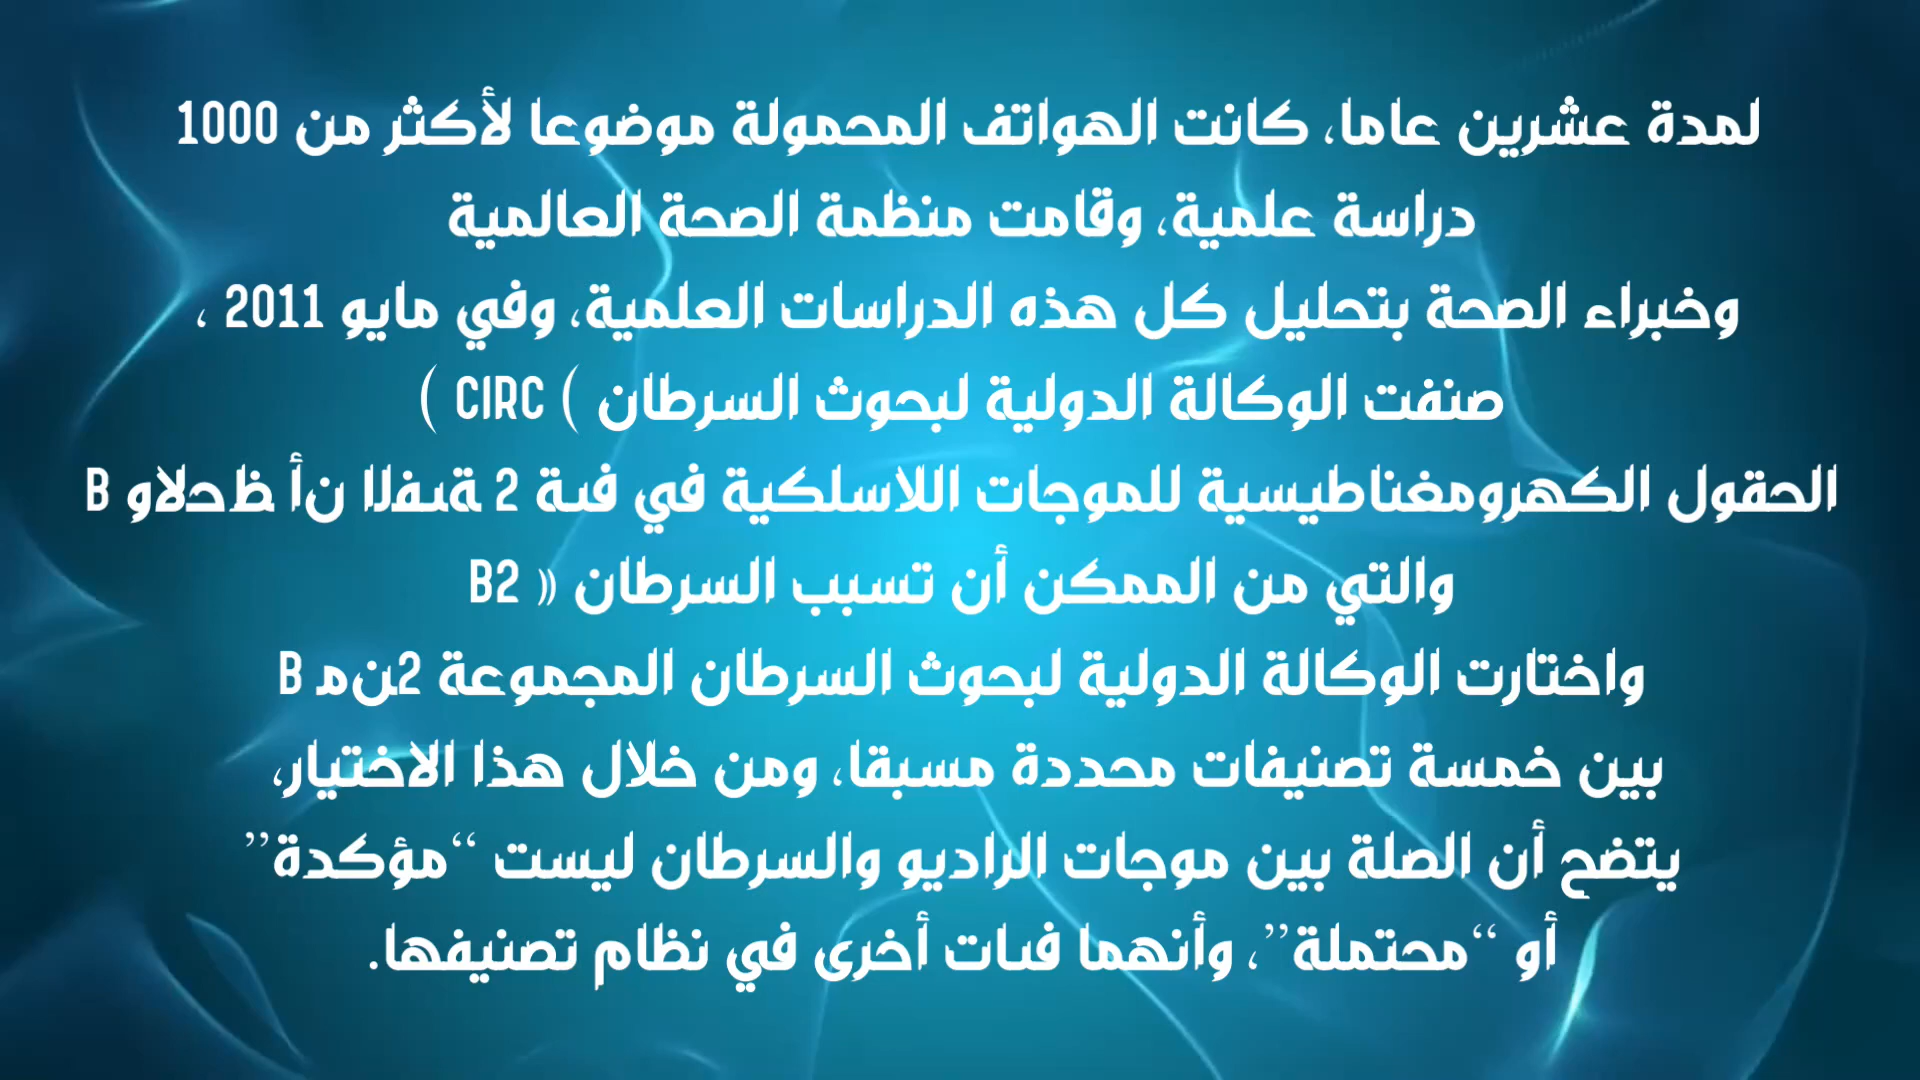 لمدة عشرين عاما، كانت الهواتف المحمولة موضوعا لأكثر من 1000
دراسة علمية، وقامت منظمة الصحة العالمية
وخبراء الصحة بتحليل كل هذه الدراسات العلمية، وفي مايو 2011 ،
صنفت الوكالة الدولية لبحوث السرطان ( CIRC )
الحقول الكهرومغناطيسية للموجات اللاسلكية في فىة 2 ةىفلا نأ ظحلاو B
والتي من الممكن أن تسبب السرطان » B2
واختارت الوكالة الدولية لبحوث السرطان المجموعة 2نم B
بين خمسة تصنيفات محددة مسبقا، ومن خلال هذا الاختيار،
يتضح أن الصلة بين موجات الراديو والسرطان ليست “مؤكدة”
أو “محتملة”، وأنهما فىات أخرى في نظام تصنيفها.